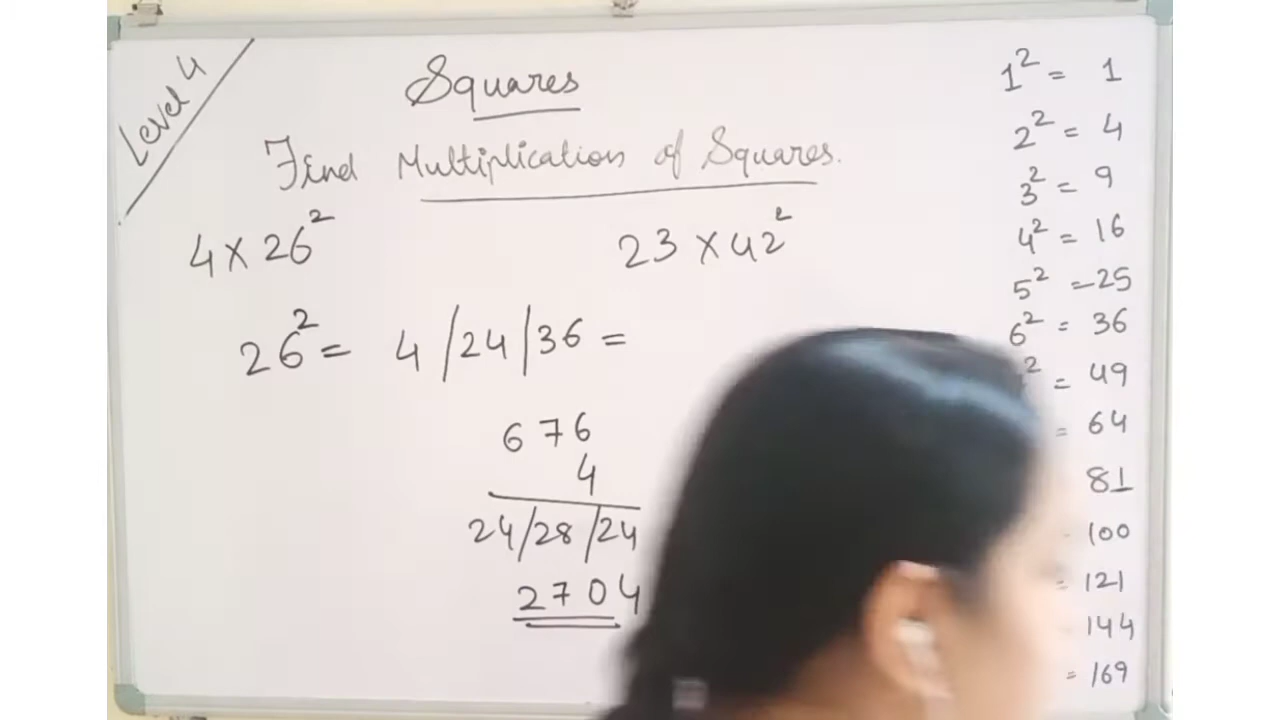 Level 4
Squares
Find Multiplication of Squares.
4 × 26²
23 × 42²
26² = 4/24/36 =
676
4
24/28/24
2704
1² = 1
2² = 4
3² = 9
4² = 16
5² = 25
6² = 36
² = 49
= 64
81
100
= 121
144
= 169